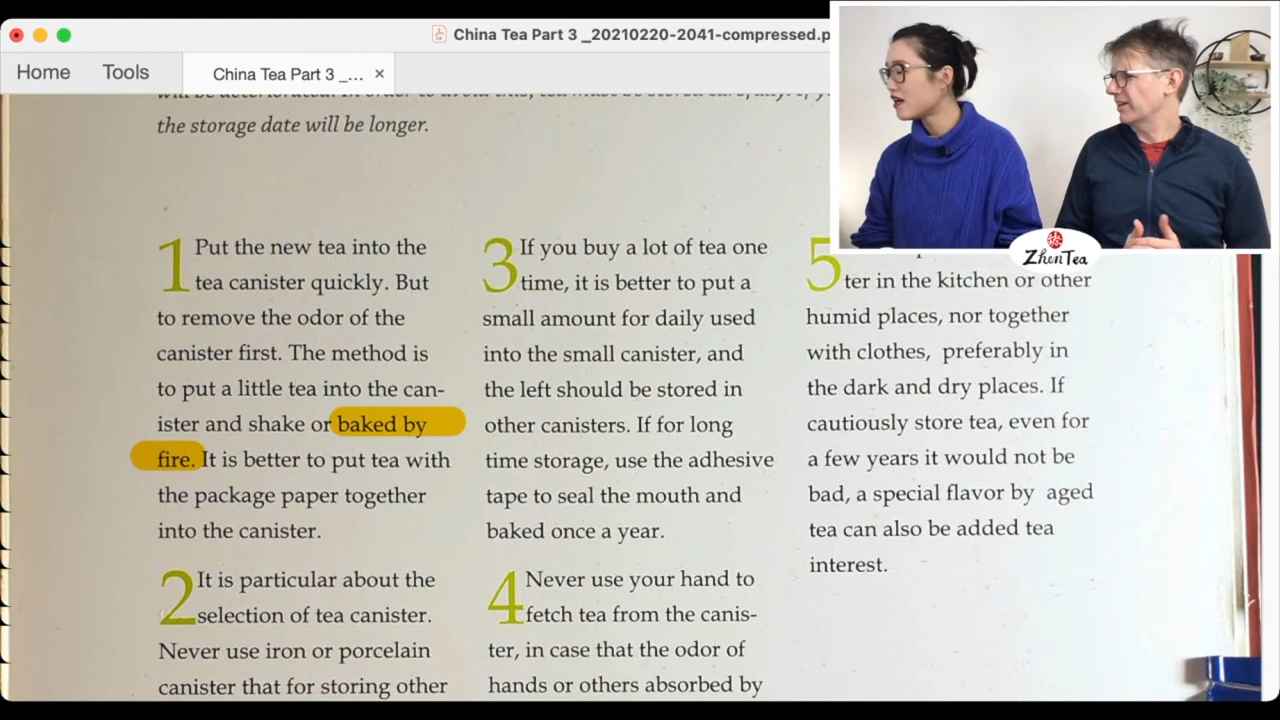 China Tea Part 3 _20210220-2041-compressed.p
Home
Tools
China Tea Part 3 _...
×
the storage date will be longer.
1 Put the new tea into the
tea canister quickly. But
to remove the odor of the
canister first. The method is
to put a little tea into the can-
ister and shake or baked by
fire. It is better to put tea with
the package paper together
into the canister.
2 It is particular about the
selection of tea canister.
Never use iron or porcelain
canister that for storing other
3 If you buy a lot of tea one
time, it is better to put a
small amount for daily used
into the small canister, and
the left should be stored in
other canisters. If for long
time storage, use the adhesive
tape to seal the mouth and
baked once a year.
4 Never use your hand to
fetch tea from the canis-
ter, in case that the odor of
hands or others absorbed by
5
ter in the kitchen or other
humid places, nor together
with clothes, preferably in
the dark and dry places. If
cautiously store tea, even for
a few years it would not be
bad, a special flavor by aged
tea can also be added tea
interest.
ZhenTea